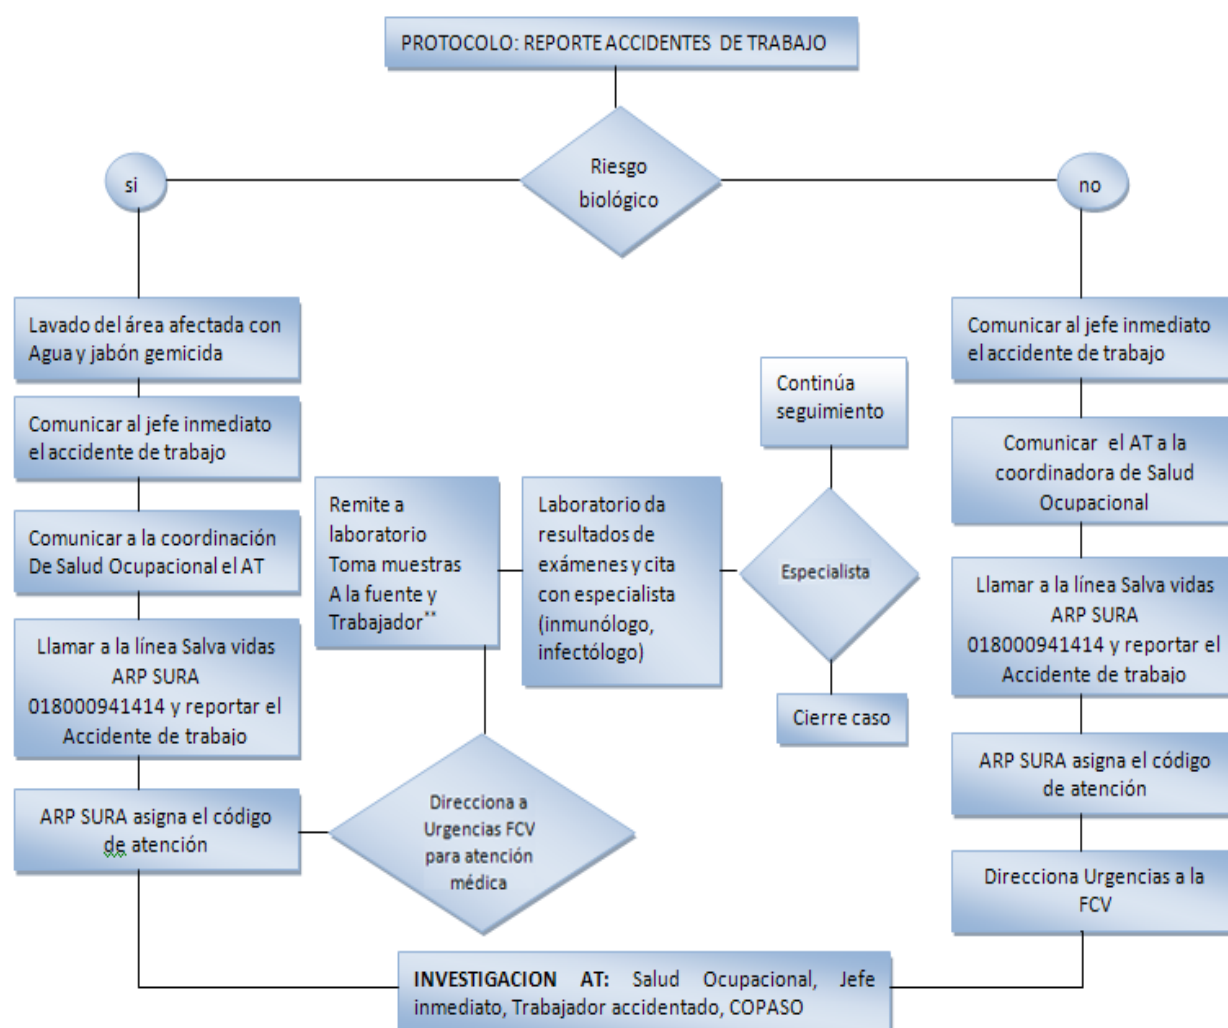 PROTOCOLO: REPORTE ACCIDENTES DE TRABAJO
Riesgo
biológico
si
no
Lavado del área afectada con
Agua y jabón gemicida
Comunicar al jefe inmediato
el accidente de trabajo
Comunicar a la coordinación
De Salud Ocupacional el AT
Llamar a la línea Salva vidas
ARP SURA
018000941414 y reportar el
Accidente de trabajo
ARP SURA asigna el código
de atención
Direcciona a
Urgencias FCV
para atención
médica
Remite a
laboratorio
Toma muestras
A la fuente y
Trabajador**
Laboratorio da
resultados de
exámenes y cita
con especialista
(inmunólogo,
infectólogo)
Especialista
Continúa
seguimiento
Cierre caso
Comunicar al jefe inmediato
el accidente de trabajo
Comunicar el AT a la
coordinadora de Salud
Ocupacional
Llamar a la línea Salva vidas
ARP SURA
018000941414 y reportar el
Accidente de trabajo
ARP SURA asigna el código
de atención
Direcciona Urgencias a la
FCV
INVESTIGACION AT: Salud Ocupacional, Jefe
inmediato, Trabajador accidentado, COPASO